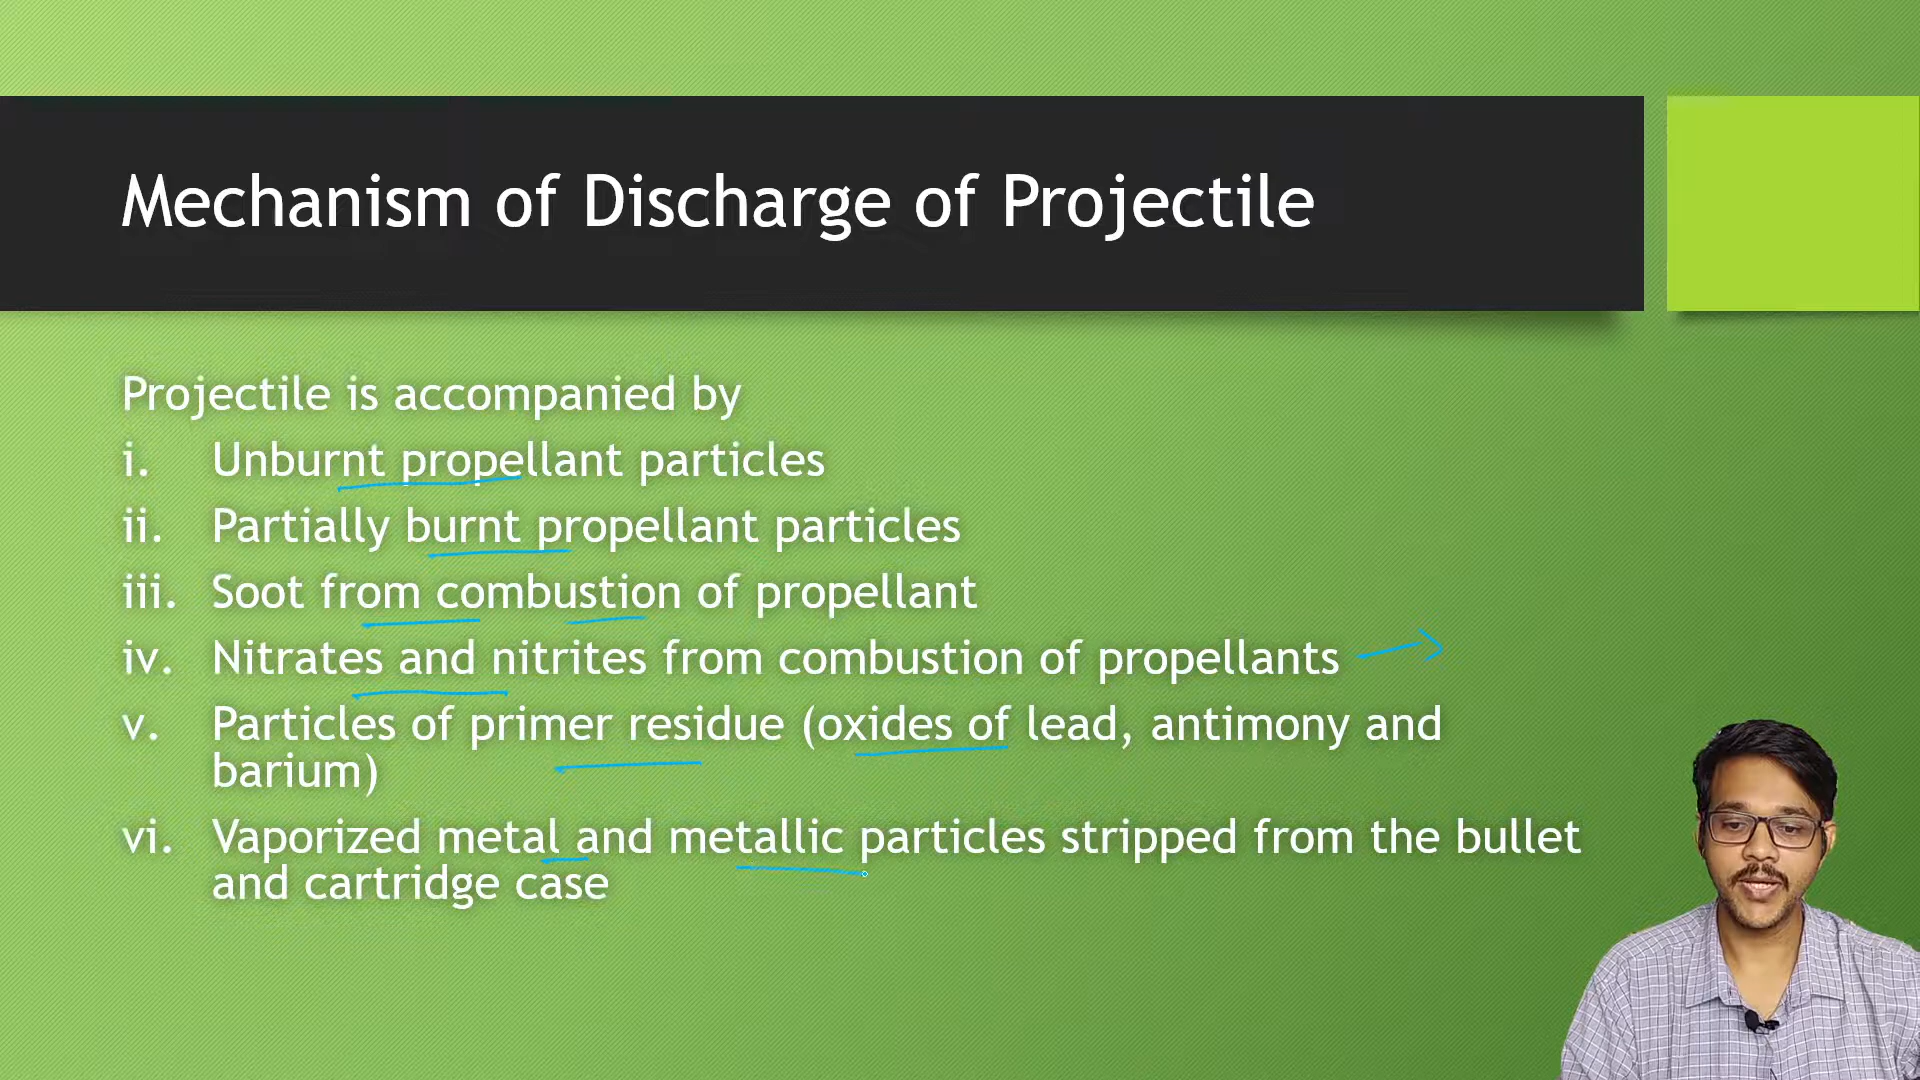 Mechanism of Discharge of Projectile
Projectile is accompanied by
i. Unburnt propellant particles
ii. Partially burnt propellant particles
iii. Soot from combustion of propellant
iv. Nitrates and nitrites from combustion of propellants
v. Particles of primer residue (oxides of lead, antimony and
barium)
vi. Vaporized metal and metallic particles stripped from the bullet
and cartridge case